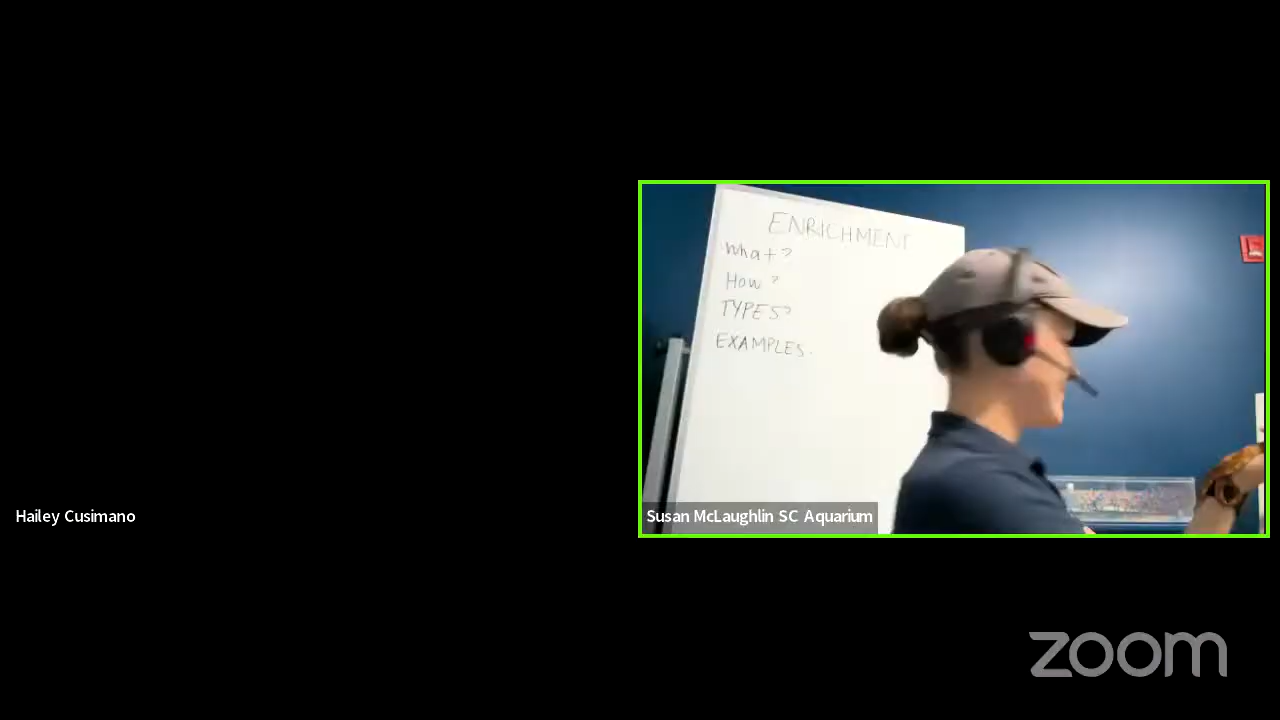 ENRICHMENT
What?
How?
TYPES?
EXAMPLES.
Hailey Cusimano
Susan McLaughlin SC Aquarium
zoom